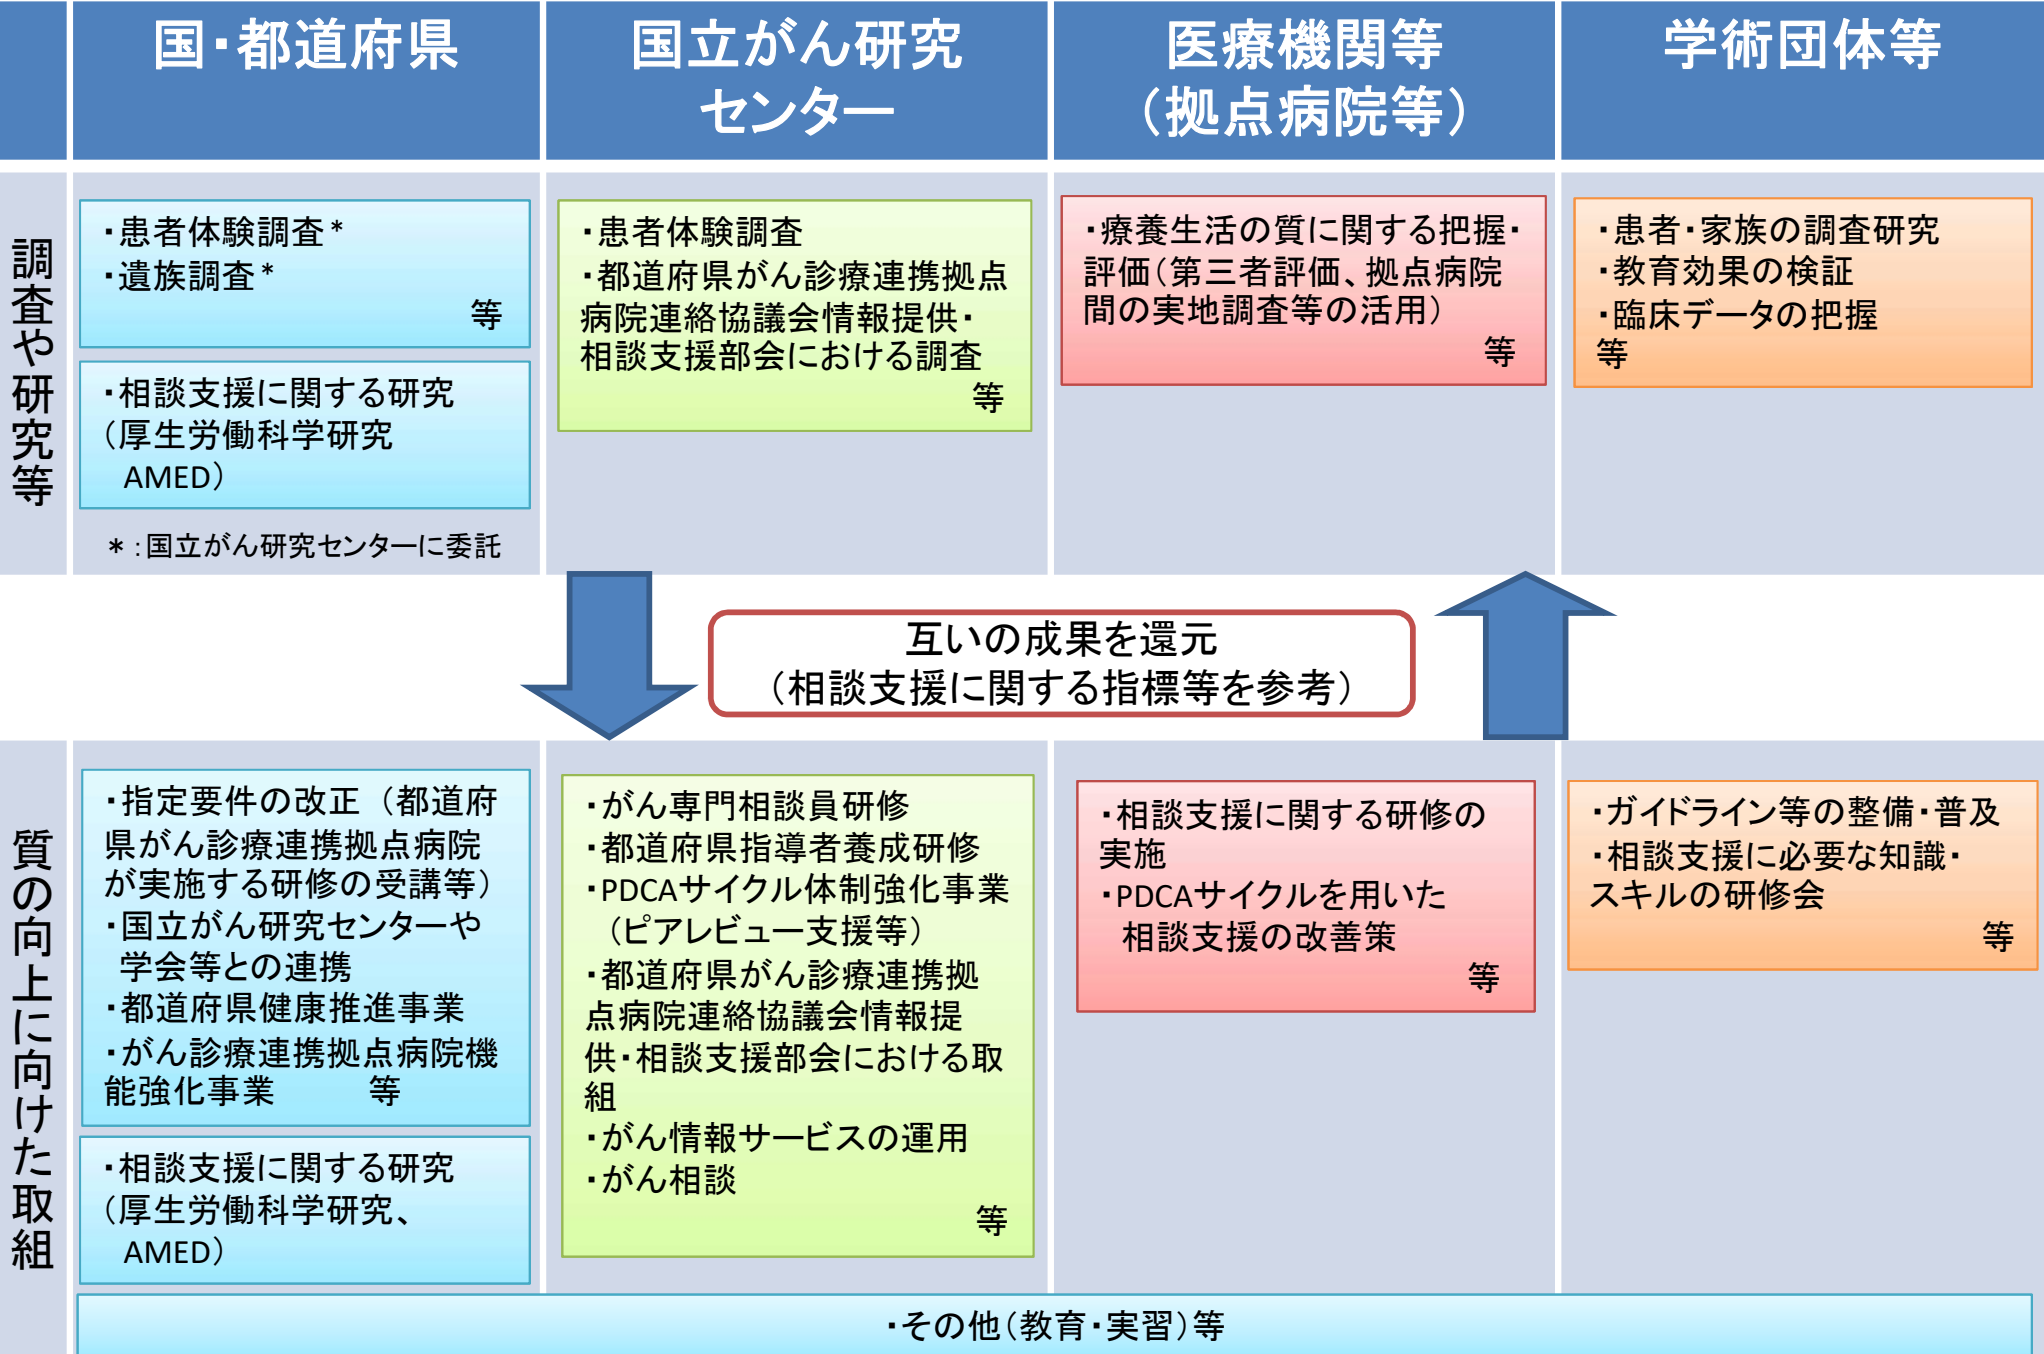 国・都道府県
国立がん研究
センター
医療機関等
（拠点病院等）
学術団体等
調査や研究等
・患者体験調査*
・遺族調査*
等
・相談支援に関する研究
（厚生労働科学研究
AMED）
*：国立がん研究センターに委託
・患者体験調査
・都道府県がん診療連携拠点
病院連絡協議会情報提供・
相談支援部会における調査
等
・療養生活の質に関する把握・
評価（第三者評価、拠点病院
間の実地調査等の活用）
等
・患者・家族の調査研究
・教育効果の検証
・臨床データの把握
等
互いの成果を還元
（相談支援に関する指標等を参考）
質の向上に向けた取組
・指定要件の改正（都道府
県がん診療連携拠点病院
が実施する研修の受講等）
・国立がん研究センターや
学会等との連携
・都道府県健康推進事業
・がん診療連携拠点病院機
能強化事業　等
・相談支援に関する研究
（厚生労働科学研究、
AMED）
・がん専門相談員研修
・都道府県指導者養成研修
・PDCAサイクル体制強化事業
（ピアレビュー支援等）
・都道府県がん診療連携拠
点病院連絡協議会情報提
供・相談支援部会における取
組
・がん情報サービスの運用
・がん相談
等
・相談支援に関する研修の
実施
・PDCAサイクルを用いた
相談支援の改善策
等
・ガイドライン等の整備・普及
・相談支援に必要な知識・
スキルの研修会
等
・その他（教育・実習）等